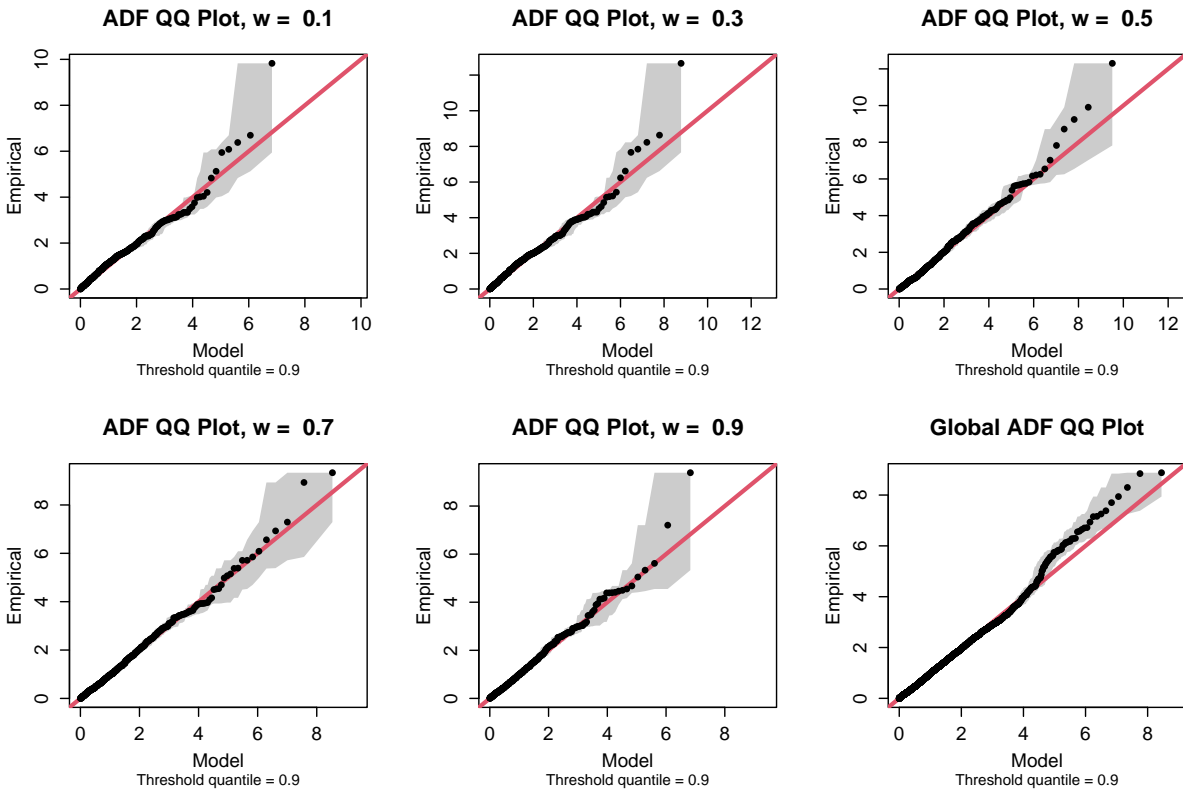 ADF QQ Plot, w =  0.1
ADF QQ Plot, w =  0.3
ADF QQ Plot, w =  0.5
Empirical
0 2 4 6 8 10
0 2 4 6 8 10
Model
Threshold quantile = 0.9
Empirical
0 2 4 6 8 10
0 2 4 6 8 10 12
Model
Threshold quantile = 0.9
Empirical
0 2 4 6 8 10
0 2 4 6 8 10 12
Model
Threshold quantile = 0.9
ADF QQ Plot, w =  0.7
ADF QQ Plot, w =  0.9
Global ADF QQ Plot
Empirical
0 2 4 6 8
0 2 4 6 8
Model
Threshold quantile = 0.9
Empirical
0 2 4 6 8
0 2 4 6 8
Model
Threshold quantile = 0.9
Empirical
0 2 4 6 8
0 2 4 6 8
Model
Threshold quantile = 0.9